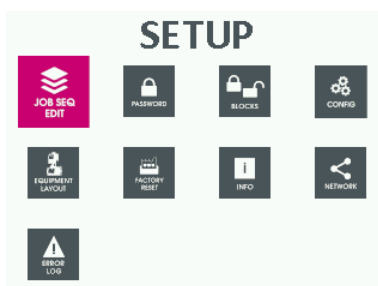 SETUP
JOB SEQ
EDIT
PASSWORD
BLOCKS
CONFIG
EQUIPMENT
LAYOUT
FACTORY
RESET
i
INFO
NETWORK
ERROR
LOG